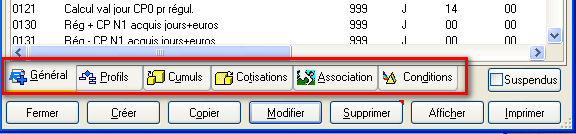 0121 Calcul val jour CP0 pr régul. 999 J 14 00
0130 Rég + CP N1 acquis jours+euros 999 J 00 00
0131 Rég - CP N1 acquis jours+euros 999 J 00 00
Général Profils Cumuls Cotisations Association Conditions Suspendus
Fermer Créer Copier Modifier Supprimer Afficher Imprimer